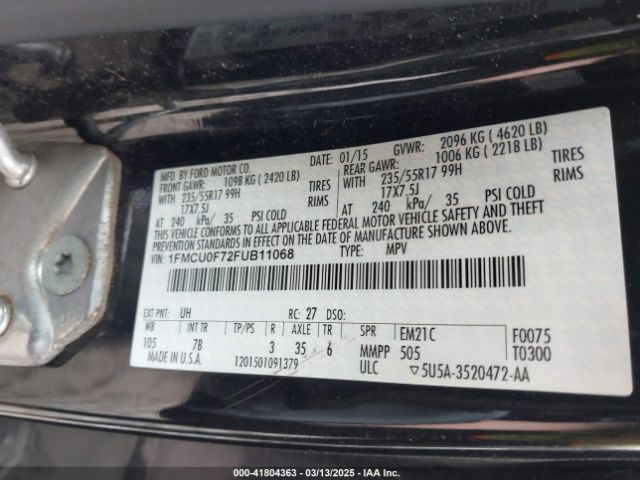 MFD. BY FORD MOTOR CO.
DATE: 01/15 GVWR: 2096 KG ( 4620 LB)
FRONT GAWR: 1098 KG ( 2420 LB) REAR GAWR: 1006 KG ( 2218 LB)
WITH 235/55R17 99H TIRES WITH 235/55R17 99H TIRES
17X7.5J RIMS 17X7.5J RIMS
AT 240 kPa/ 35 PSI COLD AT 240 kPa/ 35 PSI COLD
THIS VEHICLE CONFORMS TO ALL APPLICABLE FEDERAL MOTOR VEHICLE SAFETY AND THEFT
PREVENTION STANDARDS IN EFFECT ON THE DATE OF MANUFACTURE SHOWN ABOVE.
VIN: 1FMCU0F72FUB11068 TYPE: MPV
EXT PNT: UH RC: 27 DSO:
WB INT TR TP/PS R AXLE TR SPR EM21C F0075
105 7B 3 35 6 MMPP 505 T0300
MADE IN U.S.A. 1201501091379 ULC ▽5U5A-3520472-AA
000-41804363 — 03/13/2025 — IAA Inc.